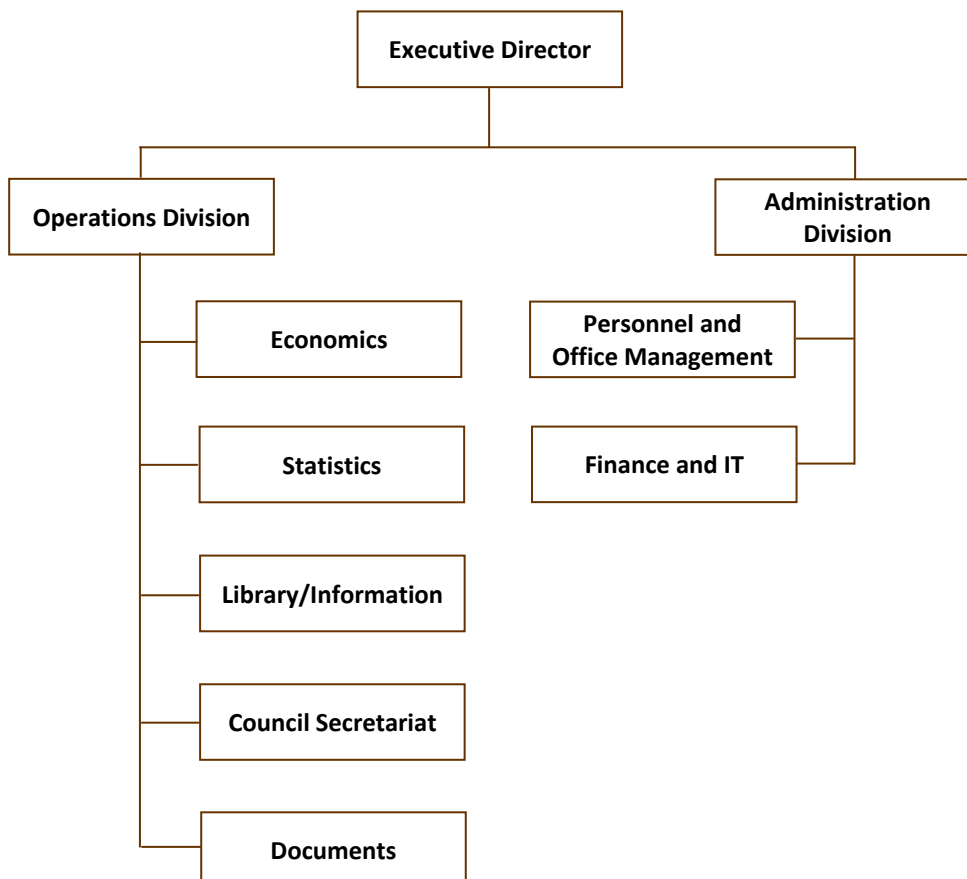 Executive Director
Operations Division
Administration
Division
Economics
Personnel and
Office Management
Statistics
Finance and IT
Library/Information
Council Secretariat
Documents